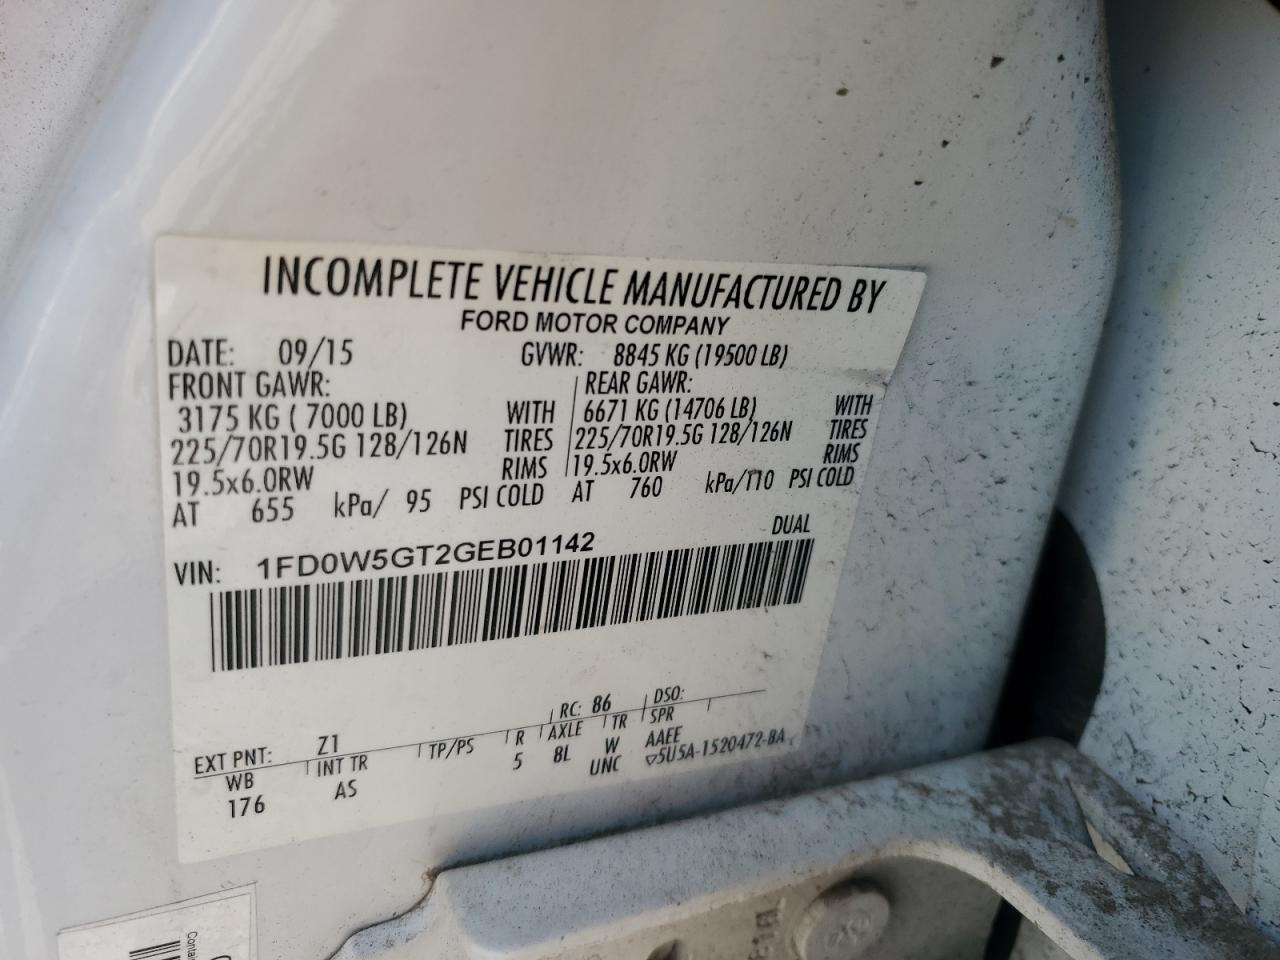 INCOMPLETE VEHICLE MANUFACTURED BY
FORD MOTOR COMPANY
DATE: 09/15 GVWR: 8845 KG (19500 LB)
FRONT GAWR: REAR GAWR:
3175 KG ( 7000 LB) WITH 6671 KG (14706 LB) WITH
225/70R19.5G 128/126N TIRES 225/70R19.5G 128/126N TIRES
19.5x6.0RW RIMS 19.5x6.0RW RIMS
AT 655 kPa/ 95 PSI COLD AT 760 kPa/110 PSI COLD
DUAL
VIN: 1FD0W5GT2GEB01142
EXT PNT: Z1 RC: 86 DSO:
WB INT TR TP/PS R AXLE TR SPR
176 AS 5 8L W AAEE
UNC ▽5U5A-1520472-BA